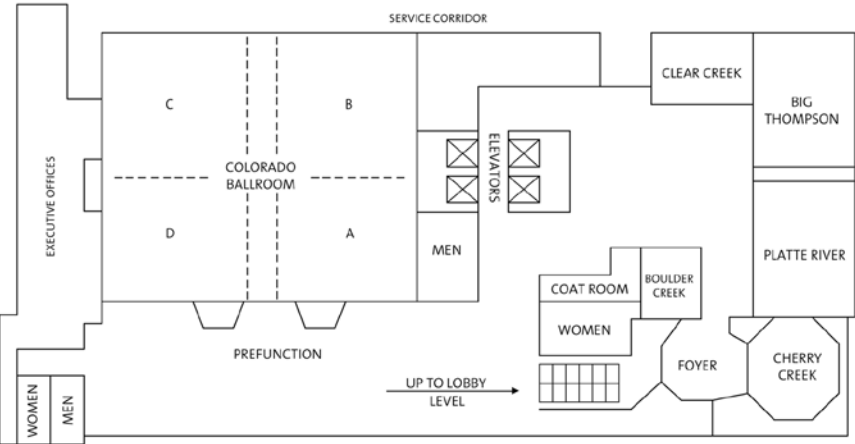 SERVICE CORRIDOR
CLEAR CREEK
BIG
THOMPSON
C
B
EXECUTIVE OFFICES
COLORADO
BALLROOM
ELEVATORS
D
A
MEN
PLATTE RIVER
COAT ROOM
BOULDER
CREEK
WOMEN
PREFUNCTION
FOYER
CHERRY
CREEK
UP TO LOBBY
LEVEL
WOMEN
MEN